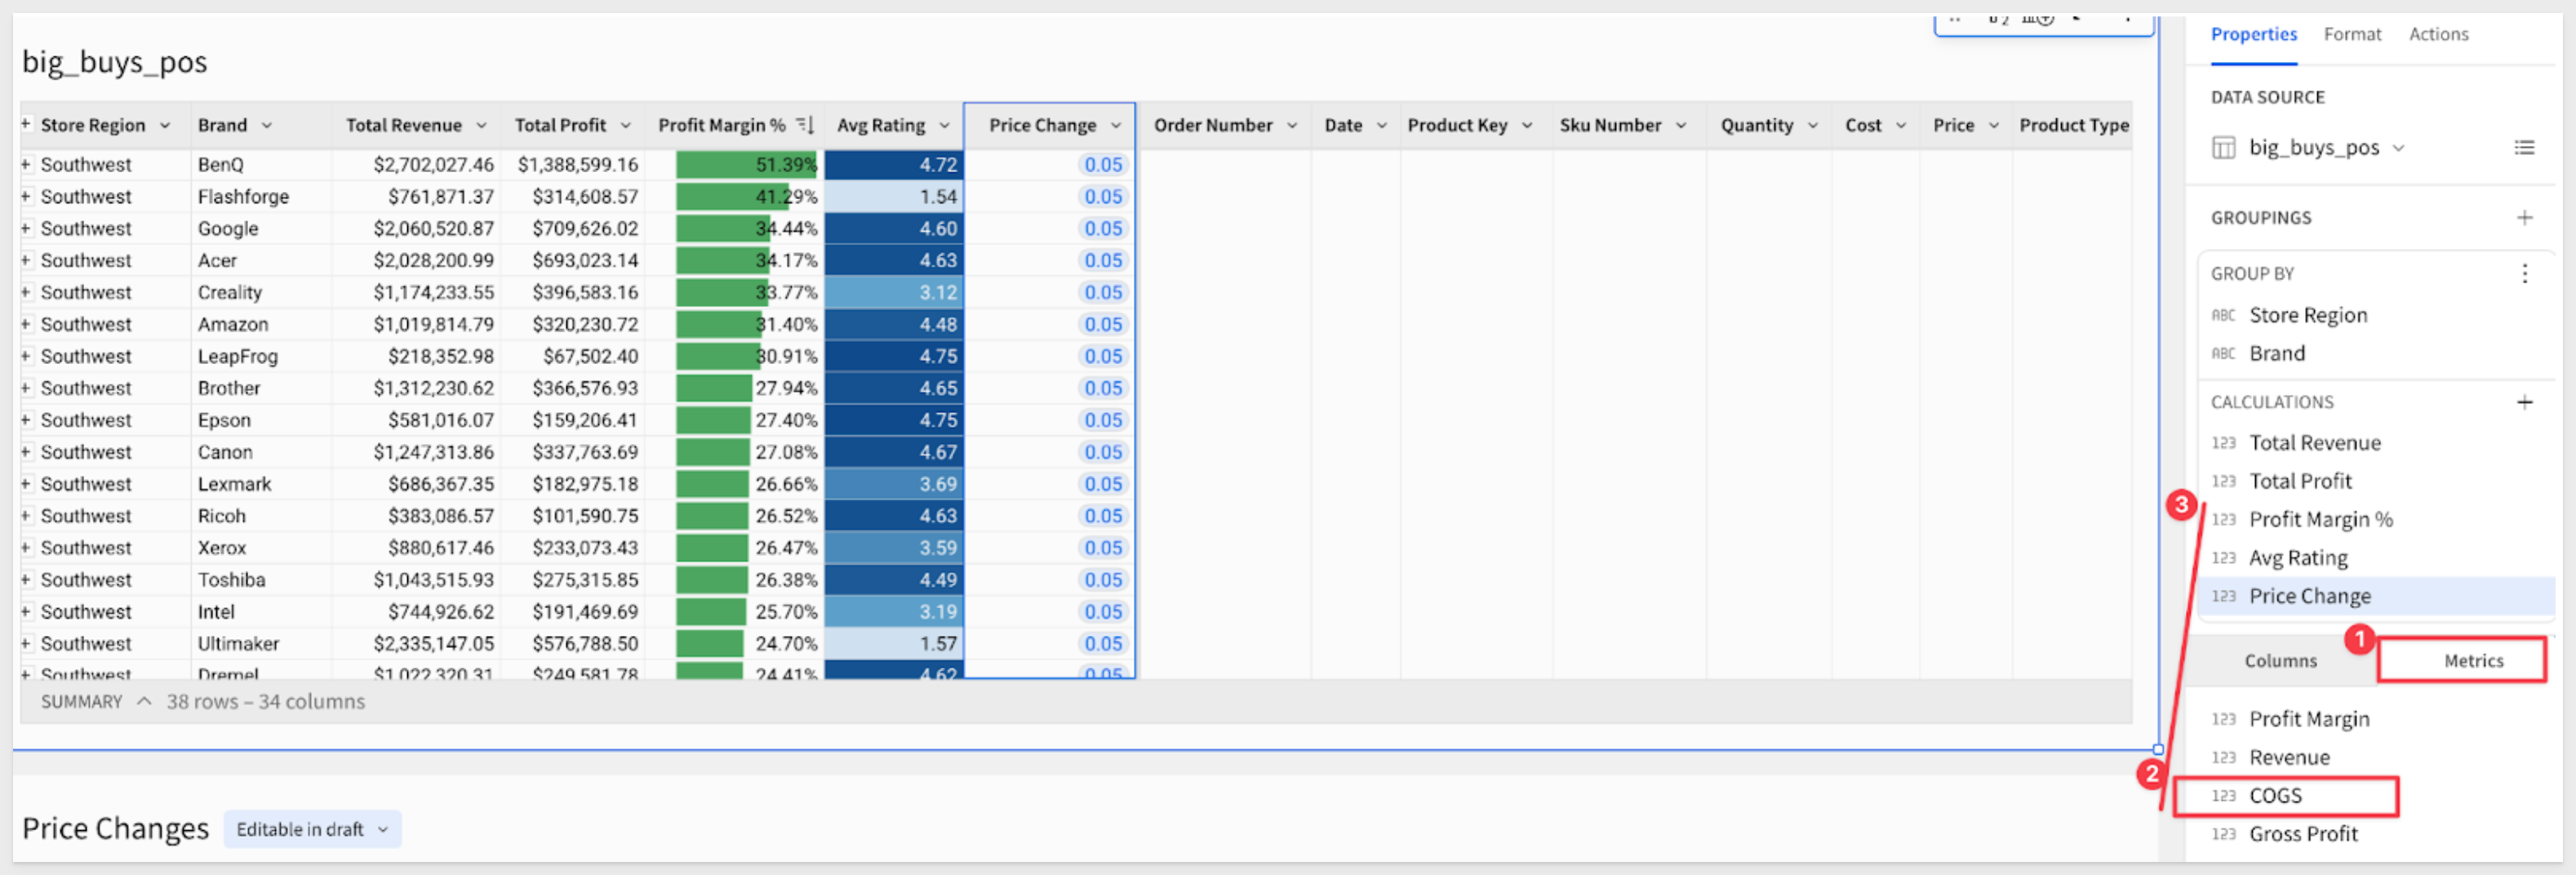 big_buys_pos
Store Region Brand Total Revenue Total Profit Profit Margin % Avg Rating Price Change Order Number Date Product Key Sku Number Quantity Cost Price Product Type
+ Southwest BenQ $2,702,027.46 $1,388,599.16 51.39% 4.72 0.05
+ Southwest Flashforge $761,871.37 $314,608.57 41.29% 1.54 0.05
+ Southwest Google $2,060,520.87 $709,626.02 34.44% 4.60 0.05
+ Southwest Acer $2,028,200.99 $693,023.14 34.17% 4.63 0.05
+ Southwest Creality $1,174,233.55 $396,583.16 33.77% 3.12 0.05
+ Southwest Amazon $1,019,814.79 $320,230.72 31.40% 4.48 0.05
+ Southwest LeapFrog $218,352.98 $67,502.40 30.91% 4.75 0.05
+ Southwest Brother $1,312,230.62 $366,576.93 27.94% 4.65 0.05
+ Southwest Epson $581,016.07 $159,206.41 27.40% 4.75 0.05
+ Southwest Canon $1,247,313.86 $337,763.69 27.08% 4.67 0.05
+ Southwest Lexmark $686,367.35 $182,975.18 26.66% 3.69 0.05
+ Southwest Ricoh $383,086.57 $101,590.75 26.52% 4.63 0.05
+ Southwest Xerox $880,617.46 $233,073.43 26.47% 3.59 0.05
+ Southwest Toshiba $1,043,515.93 $275,315.85 26.38% 4.49 0.05
+ Southwest Intel $744,926.62 $191,469.69 25.70% 3.19 0.05
+ Southwest Ultimaker $2,335,147.05 $576,788.50 24.70% 1.57 0.05
+ Southwest Dremel $1,022,320.31 $249,581.78 24.41% 4.62 0.05
SUMMARY 38 rows – 34 columns
Price Changes Editable in draft
Properties Format Actions
DATA SOURCE
big_buys_pos
GROUPINGS
GROUP BY
ABC Store Region
ABC Brand
CALCULATIONS
123 Total Revenue
123 Total Profit
3
123 Profit Margin %
123 Avg Rating
123 Price Change
1
Columns Metrics
123 Profit Margin
123 Revenue
2
123 COGS
123 Gross Profit